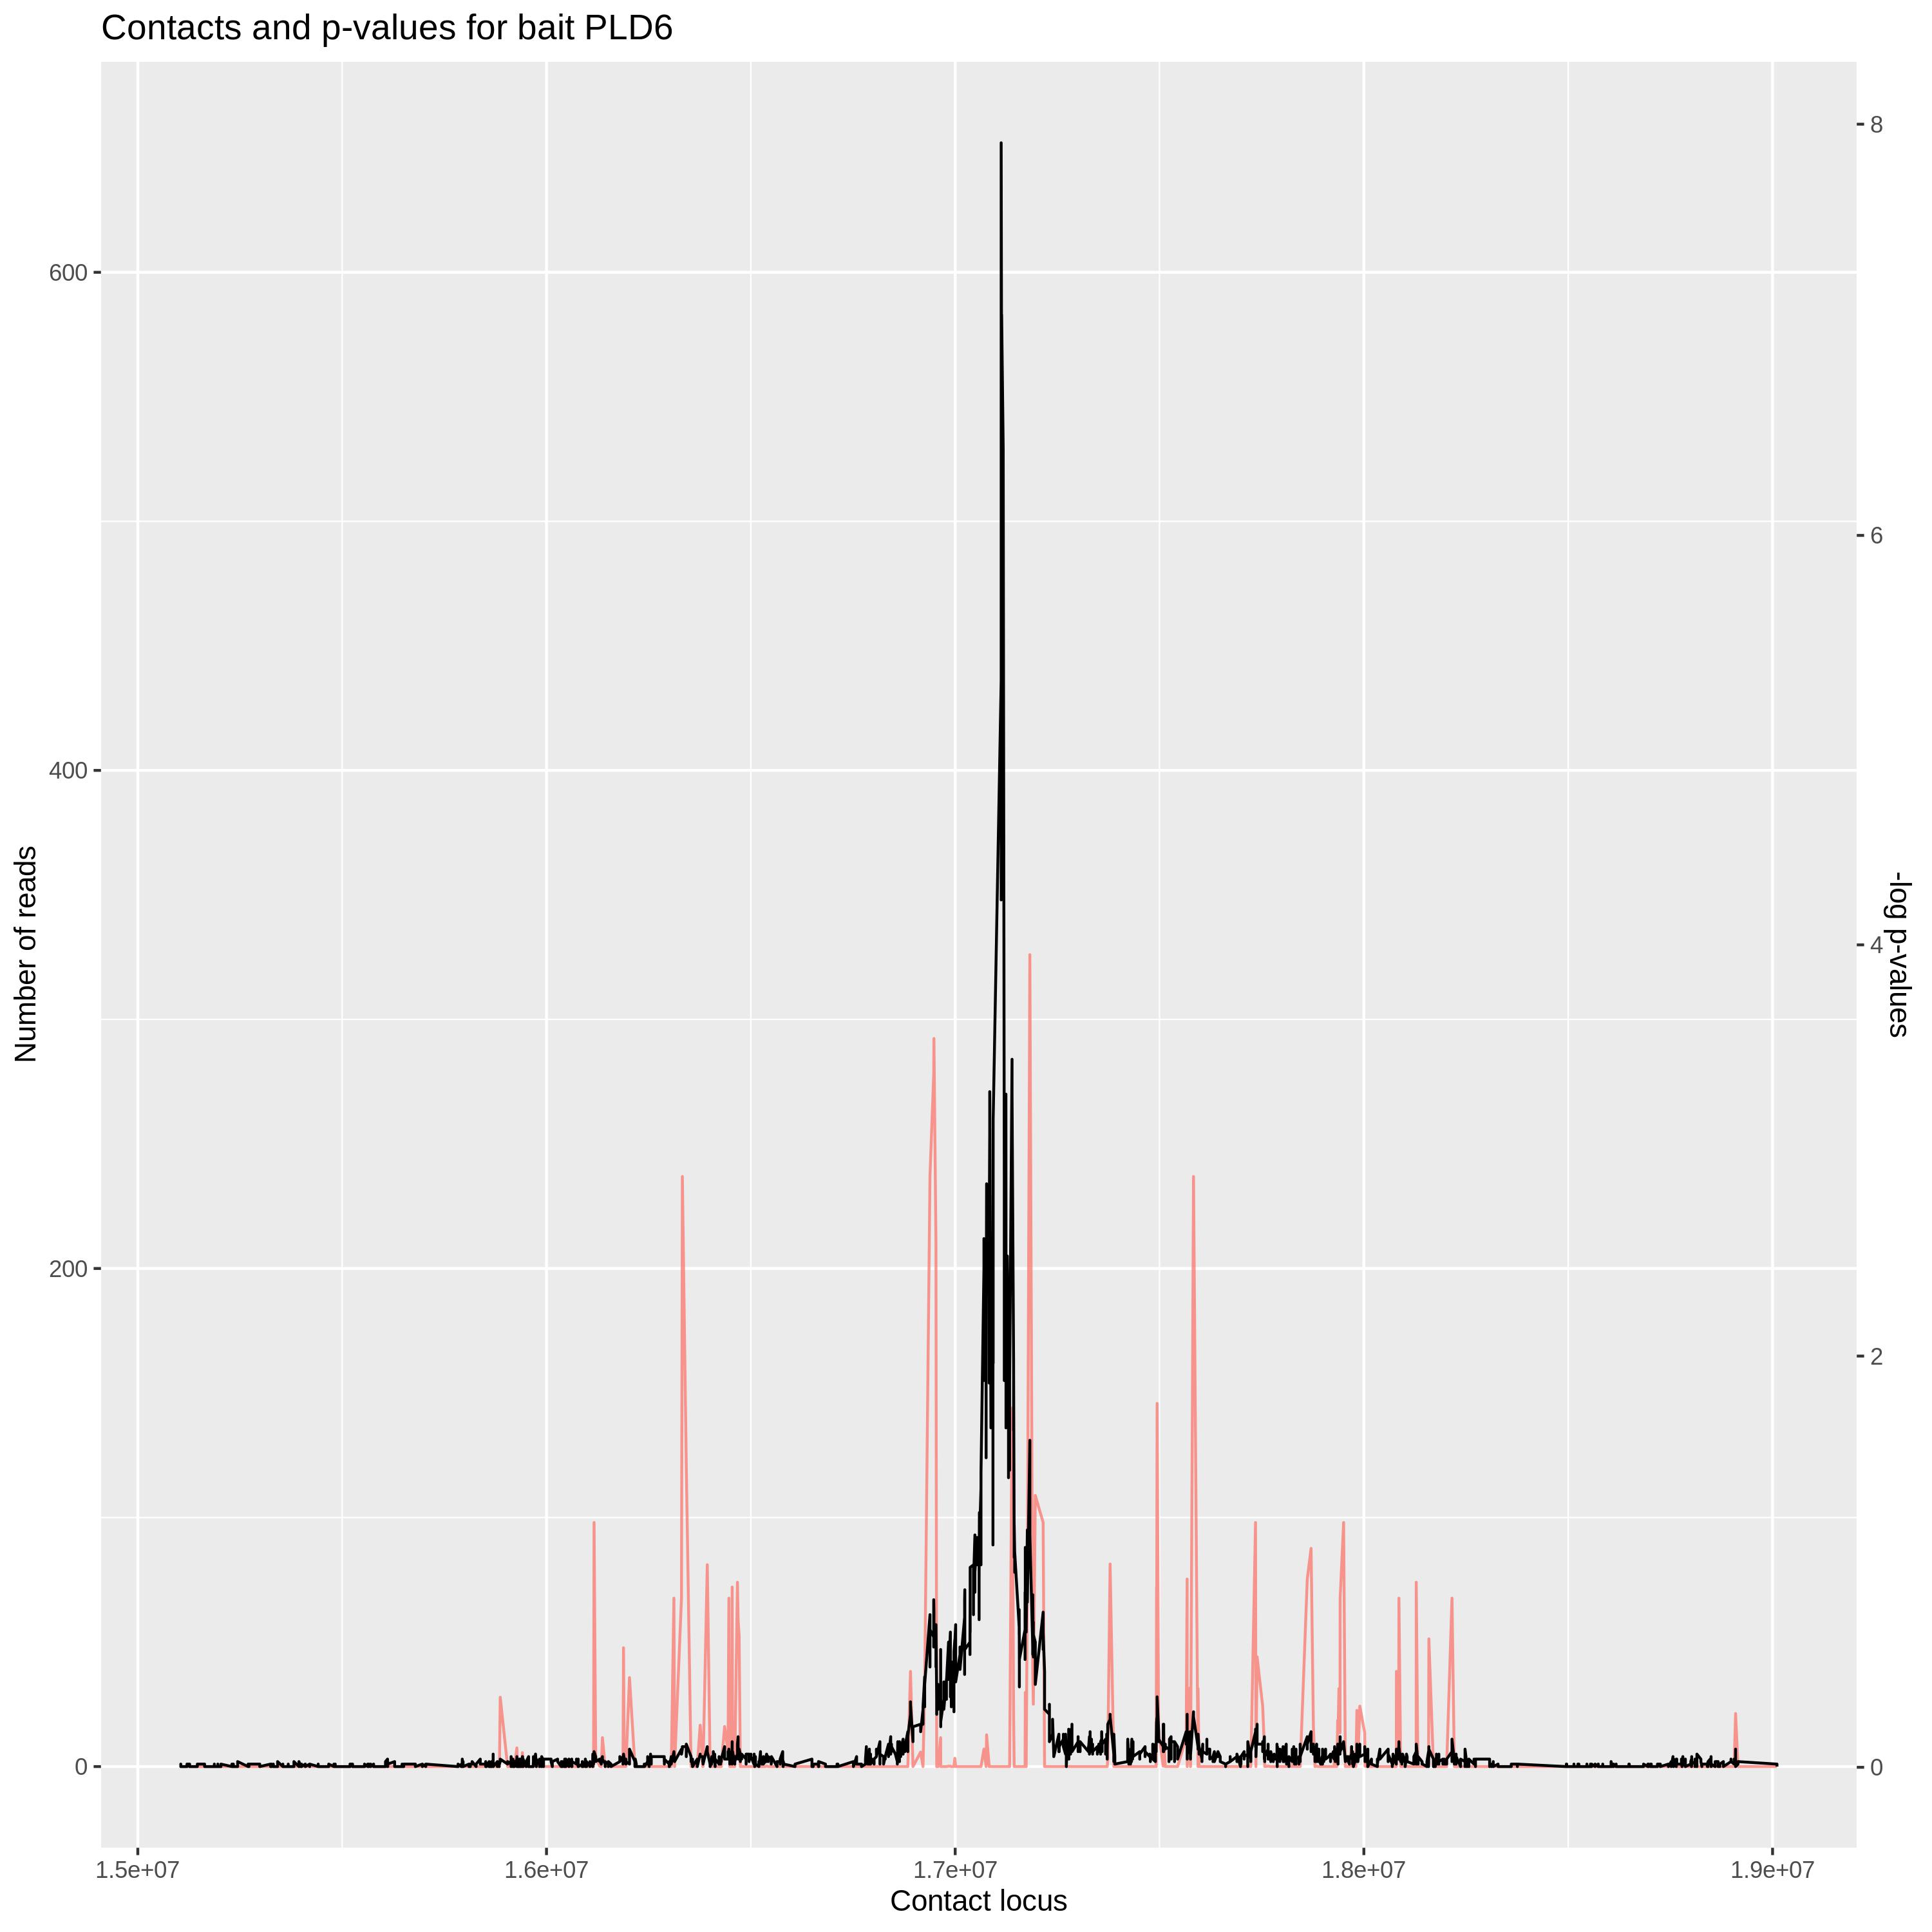 Contacts and p-values for bait PLD6
8
600
6
400
4
200
2
0
0
Number of reads
-log p-values
1.5e+07
1.6e+07
1.7e+07
1.8e+07
1.9e+07
Contact locus